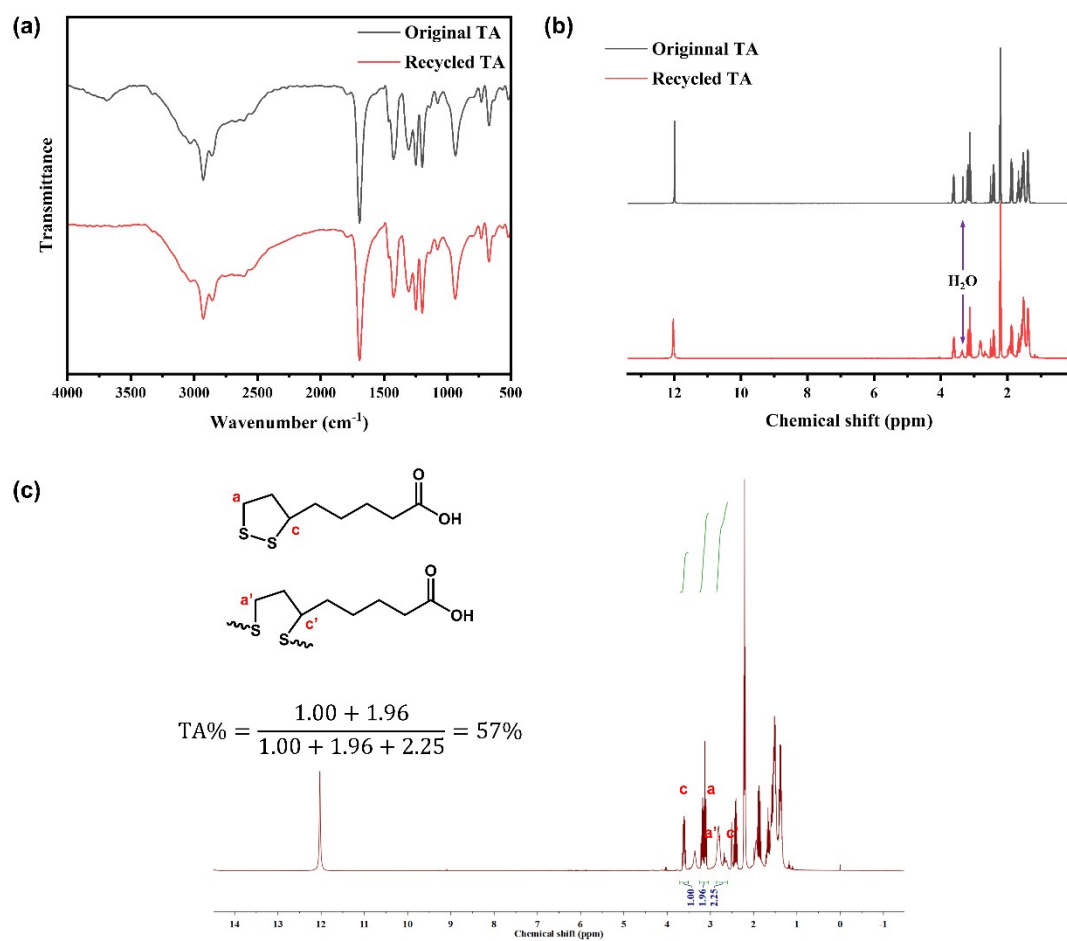 (a)
Original TA
Recycled TA
Transmittance
4000 3500 3000 2500 2000 1500 1000 500
Wavenumber (cm⁻¹)
(b)
Originnal TA
Recycled TA
H₂O
12 10 8 6 4 2
Chemical shift (ppm)
(c)
a
S
S
c
O
OH
a'
S
S
c'
O
OH
TA% = (1.00 + 1.96) / (1.00 + 1.96 + 2.25) = 57%
c a
a' c'
1.00 1.96 2.25
14 13 12 11 10 9 8 7 6 5 4 3 2 1 0 -1
Chemical shift (ppm)